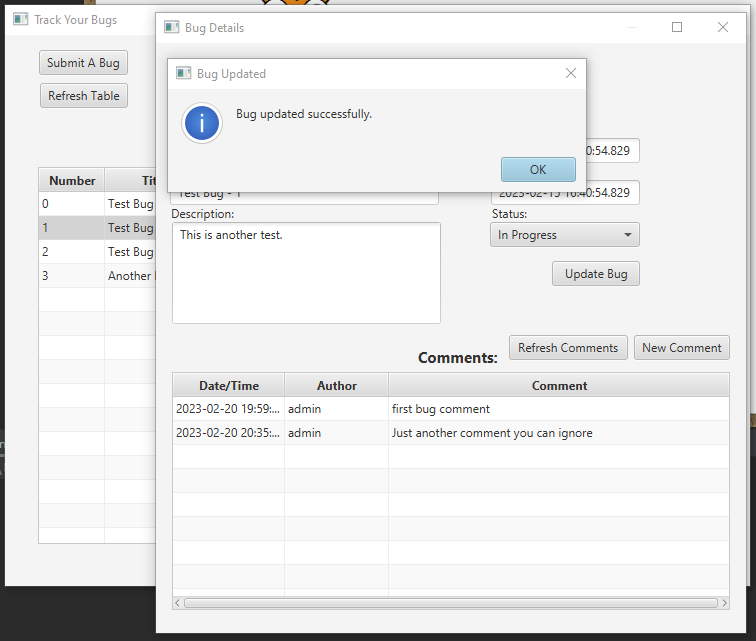 Track Your Bugs
Submit A Bug
Refresh Table
Number
0 Test Bug
1 Test Bug
2 Test Bug
3 Another
Bug Details
Bug Updated
Bug updated successfully.
OK
0:54.829
Test Bug - 1
2023-02-15 10:40:54.829
Description:
Status:
This is another test.
In Progress
Update Bug
Comments:
Refresh Comments
New Comment
Date/Time Author Comment
2023-02-20 19:59:... admin first bug comment
2023-02-20 20:35:... admin Just another comment you can ignore